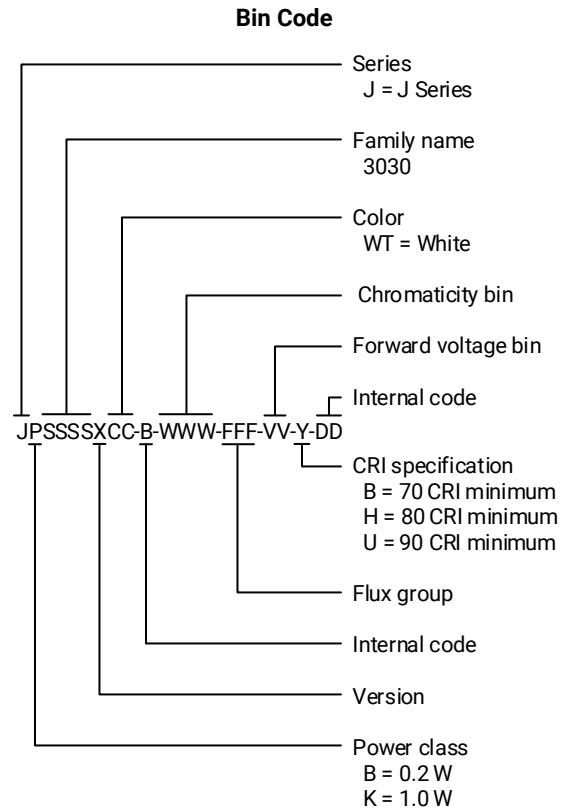 Bin Code
Series
J = J Series
Family name
3030
Color
WT = White
Chromaticity bin
Forward voltage bin
Internal code
JPSSSSXCC-B-WWW-FFF-VV-Y-DD
CRI specification
B = 70 CRI minimum
H = 80 CRI minimum
U = 90 CRI minimum
Flux group
Internal code
Version
Power class
B = 0.2 W
K = 1.0 W